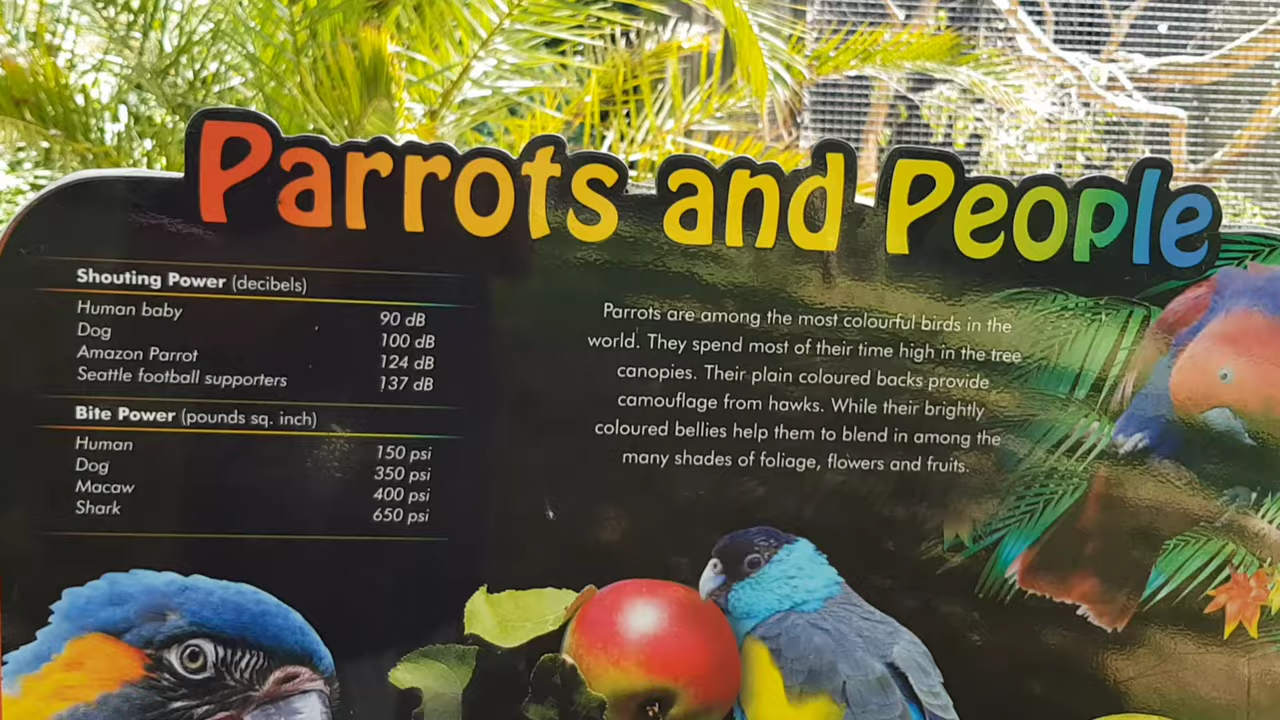 Parrots and People
Shouting Power (decibels)
Human baby 90 dB
Dog 100 dB
Amazon Parrot 124 dB
Seattle football supporters 137 dB
Bite Power (pounds sq. inch)
Human 150 psi
Dog 350 psi
Macaw 400 psi
Shark 650 psi
Parrots are among the most colourful birds in the
world. They spend most of their time high in the tree
canopies. Their plain coloured backs provide
camouflage from hawks. While their brightly
coloured bellies help them to blend in among the
many shades of foliage, flowers and fruits.